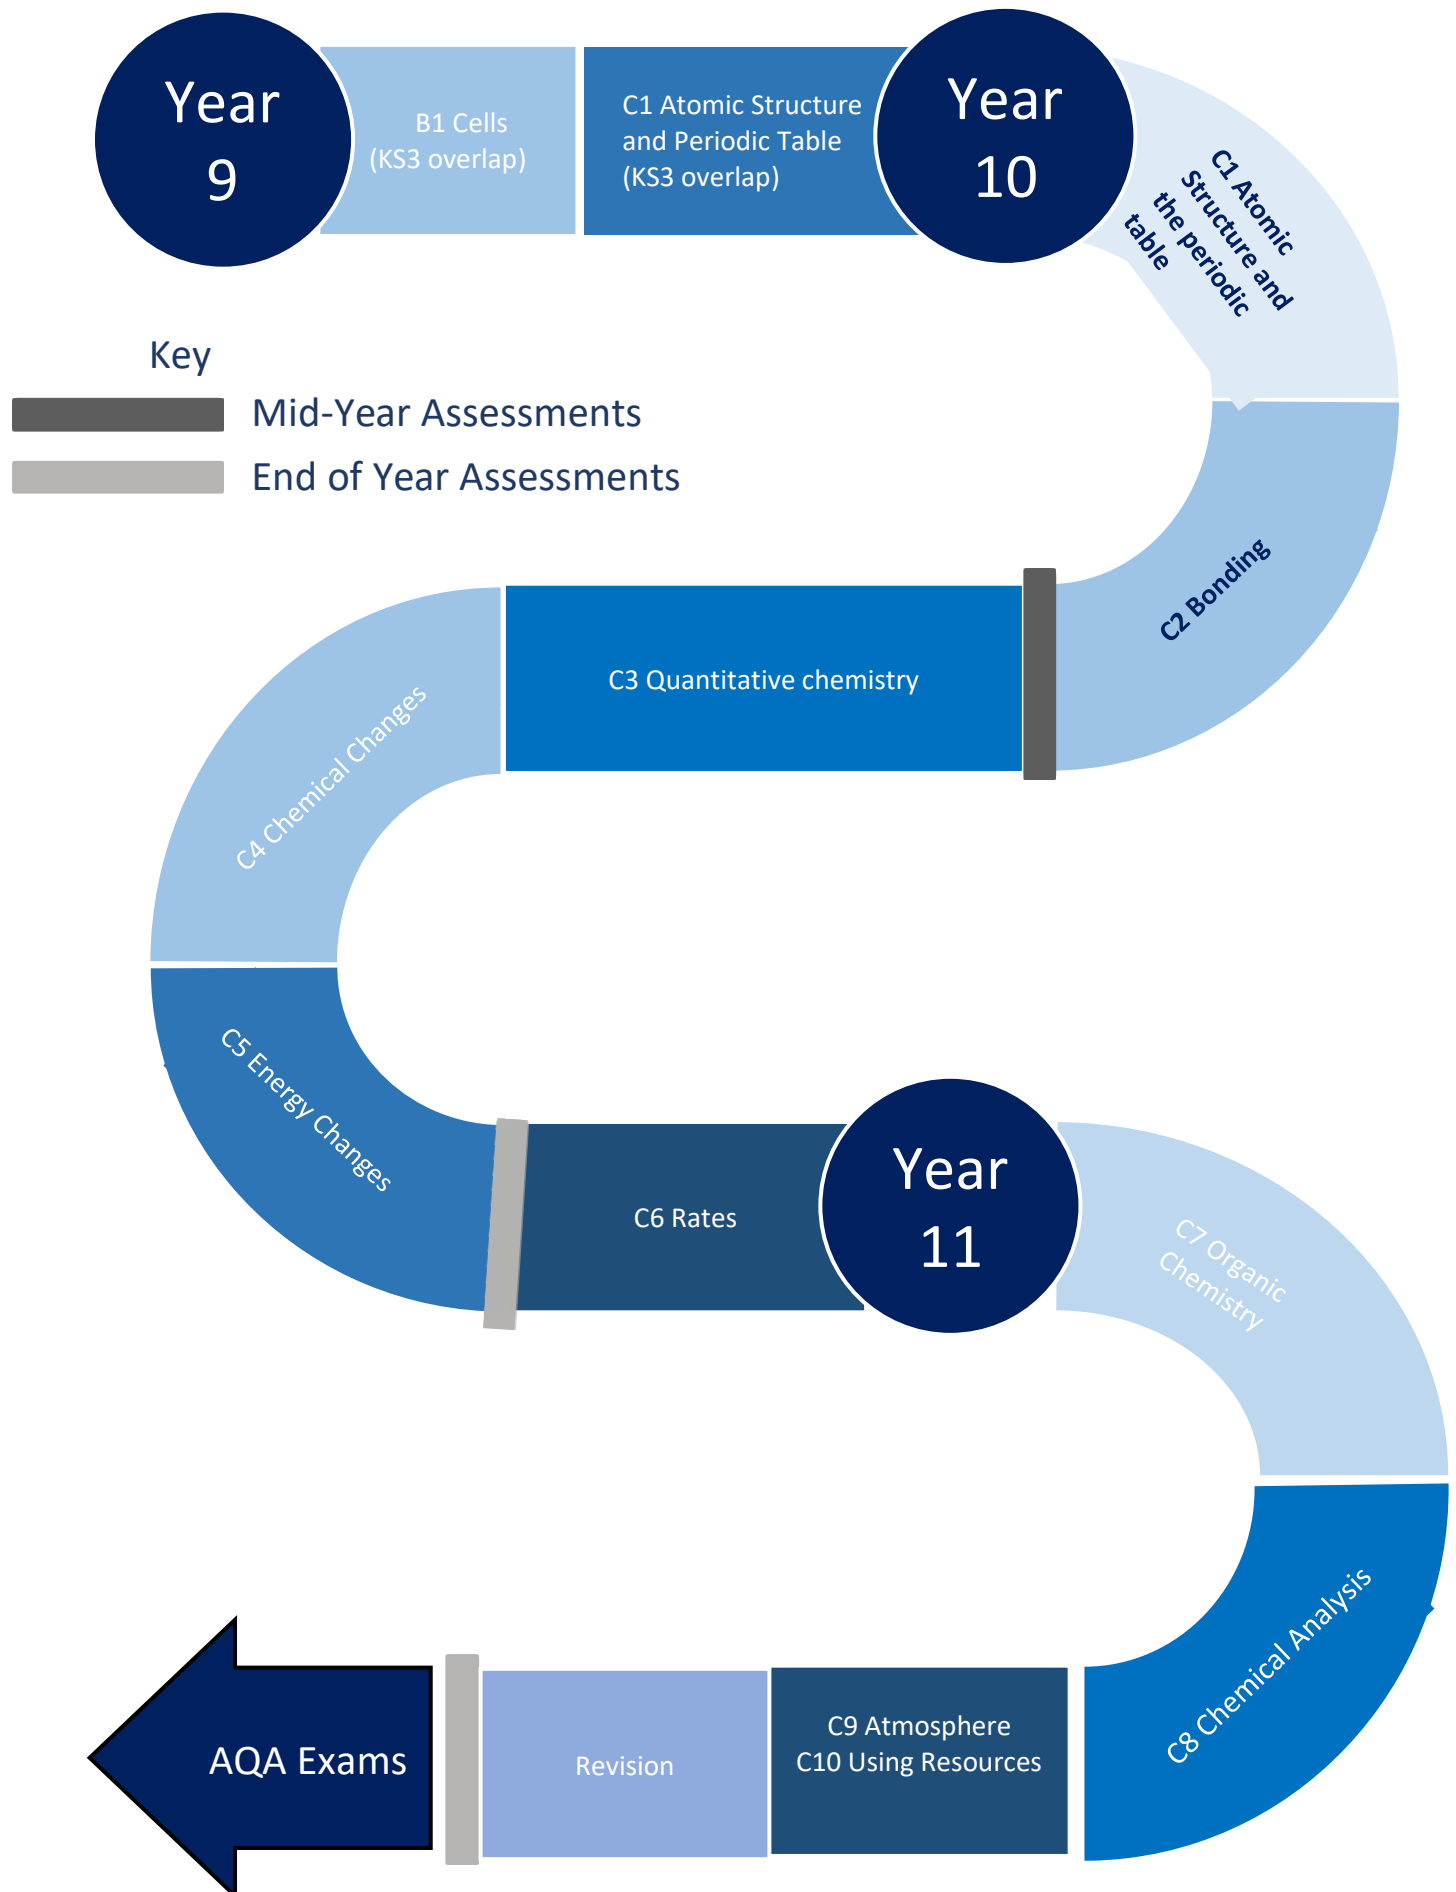 Year
9
B1 Cells
(KS3 overlap)
C1 Atomic Structure
and Periodic Table
(KS3 overlap)
Year
10
C1 Atomic
Structure and
the periodic
table
Key
Mid-Year Assessments
End of Year Assessments
C2 Bonding
C3 Quantitative chemistry
C4 Chemical Changes
C5 Energy Changes
C6 Rates
Year
11
C7 Organic
Chemistry
C8 Chemical Analysis
C9 Atmosphere
C10 Using Resources
Revision
AQA Exams